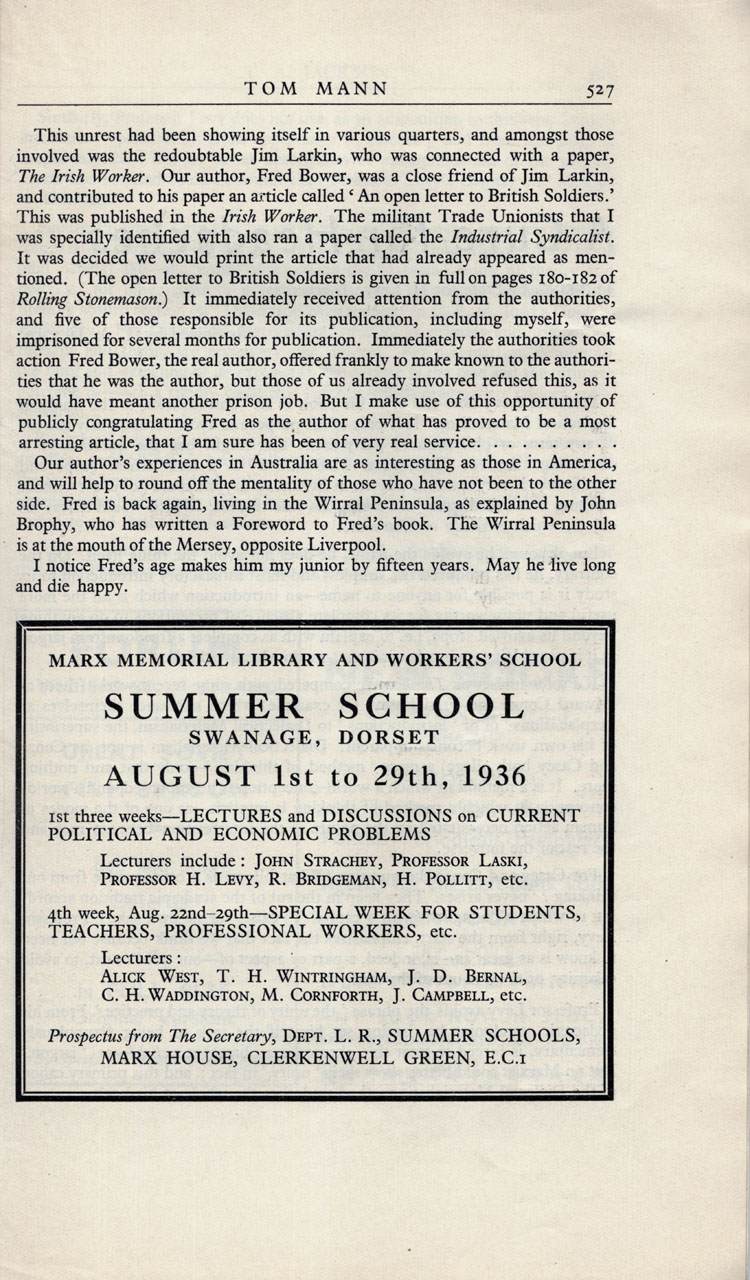 TOM MANN 527
This unrest had been showing itself in various quarters, and amongst those
involved was the redoubtable Jim Larkin, who was connected with a paper,
The Irish Worker. Our author, Fred Bower, was a close friend of Jim Larkin,
and contributed to his paper an article called ‘ An open letter to British Soldiers.’
This was published in the Irish Worker. The militant Trade Unionists that I
was specially identified with also ran a paper called the Industrial Syndicalist.
It was decided we would print the article that had already appeared as men-
tioned. (The open letter to British Soldiers is given in full on pages 180-182 of
Rolling Stonemason.) It immediately received attention from the authorities,
and five of those responsible for its publication, including myself, were
imprisoned for several months for publication. Immediately the authorities took
action Fred Bower, the real author, offered frankly to make known to the authori-
ties that he was the author, but those of us already involved refused this, as it
would have meant another prison job. But I make use of this opportunity of
publicly congratulating Fred as the author of what has proved to be a most
arresting article, that I am sure has been of very real service. . . . . . . . . .
Our author’s experiences in Australia are as interesting as those in America,
and will help to round off the mentality of those who have not been to the other
side. Fred is back again, living in the Wirral Peninsula, as explained by John
Brophy, who has written a Foreword to Fred’s book. The Wirral Peninsula
is at the mouth of the Mersey, opposite Liverpool.
I notice Fred’s age makes him my junior by fifteen years. May he live long
and die happy.
MARX MEMORIAL LIBRARY AND WORKERS’ SCHOOL
SUMMER SCHOOL
SWANAGE, DORSET
AUGUST 1st to 29th, 1936
1st three weeks—LECTURES and DISCUSSIONS on CURRENT
POLITICAL AND ECONOMIC PROBLEMS
Lecturers include : JOHN STRACHEY, PROFESSOR LASKI,
PROFESSOR H. LEVY, R. BRIDGEMAN, H. POLLITT, etc.
4th week, Aug. 22nd–29th—SPECIAL WEEK FOR STUDENTS,
TEACHERS, PROFESSIONAL WORKERS, etc.
Lecturers :
ALICK WEST, T. H. WINTRINGHAM, J. D. BERNAL,
C. H. WADDINGTON, M. CORNFORTH, J. CAMPBELL, etc.
Prospectus from The Secretary, DEPT. L. R., SUMMER SCHOOLS,
MARX HOUSE, CLERKENWELL GREEN, E.C.1